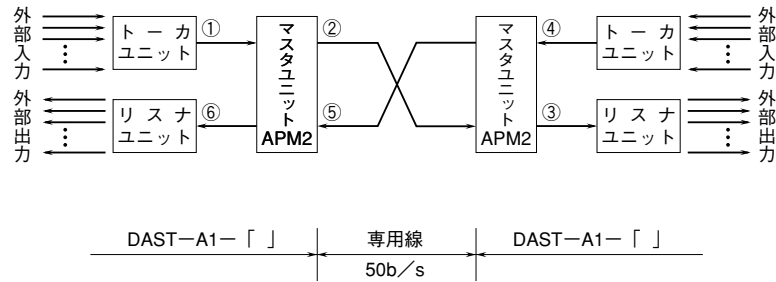 外部入力
トーカ
ユニット
①
マスタユニット
APM2
②
マスタユニット
APM2
④
トーカ
ユニット
外部入力
外部出力
リスナ
ユニット
⑥
⑤
③
リスナ
ユニット
外部出力
DAST－A1－「 」
専用線
DAST－A1－「 」
50b／s